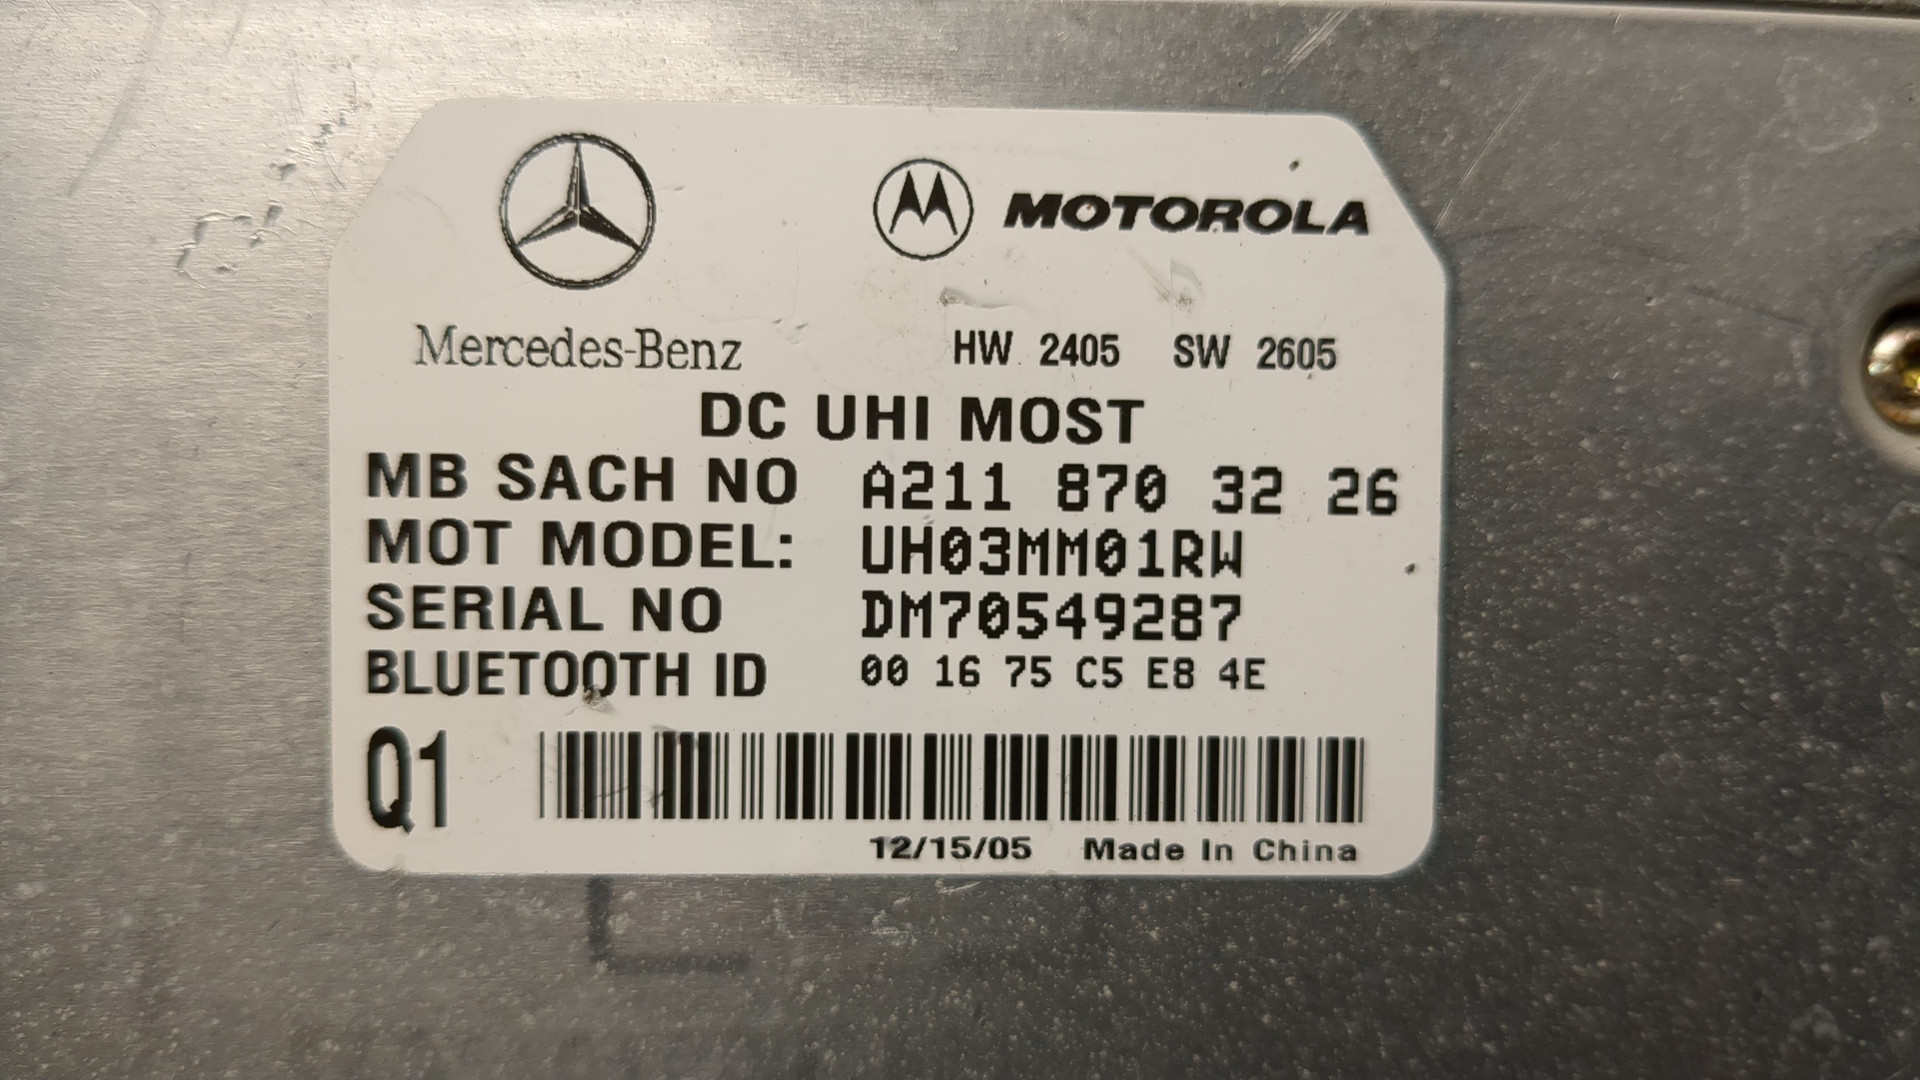 MOTOROLA
Mercedes-Benz HW 2405 SW 2605
DC UHI MOST
MB SACH NO A211 870 32 26
MOT MODEL: UH03MM01RW
SERIAL NO DM70549287
BLUETOOTH ID 00 16 75 C5 E8 4E
Q1
12/15/05 Made In China